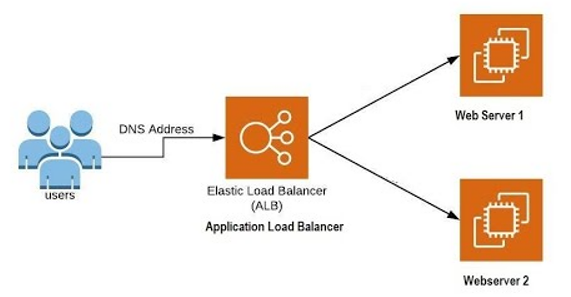 DNS Address
users
Elastic Load Balancer
(ALB)
Application Load Balancer
Web Server 1
Webserver 2